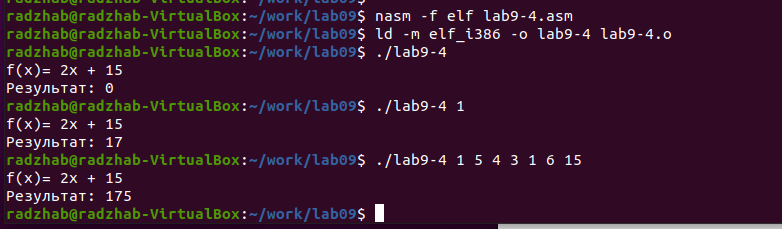 radzhab@radzhab-VirtualBox:~/work/lab09$ nasm -f elf lab9-4.asm
radzhab@radzhab-VirtualBox:~/work/lab09$ ld -m elf_i386 -o lab9-4 lab9-4.o
radzhab@radzhab-VirtualBox:~/work/lab09$ ./lab9-4
f(x)= 2x + 15
Результат: 0
radzhab@radzhab-VirtualBox:~/work/lab09$ ./lab9-4 1
f(x)= 2x + 15
Результат: 17
radzhab@radzhab-VirtualBox:~/work/lab09$ ./lab9-4 1 5 4 3 1 6 15
f(x)= 2x + 15
Результат: 175
radzhab@radzhab-VirtualBox:~/work/lab09$